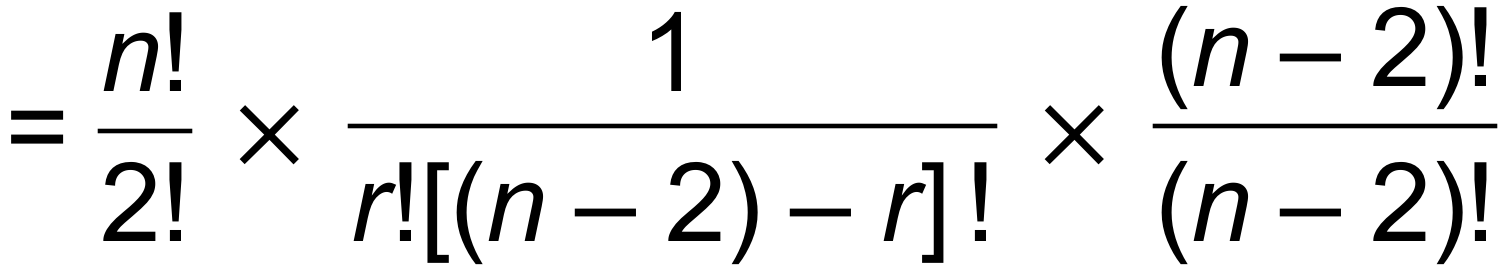 = n!/2! × 1/r![(n – 2) – r]! × (n – 2)!/(n – 2)!